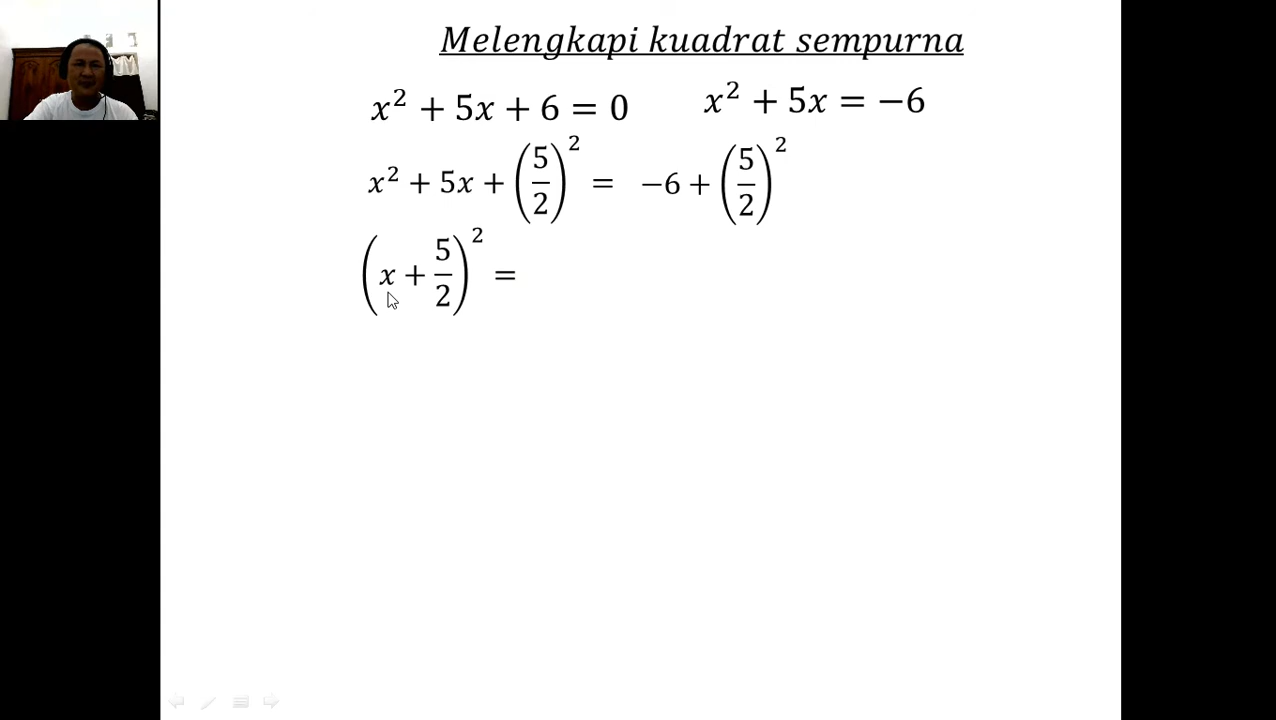 Melengkapi kuadrat sempurna
x² + 5x + 6 = 0    x² + 5x = −6
x² + 5x + (5/2)² = −6 + (5/2)²
(x + 5/2)² =